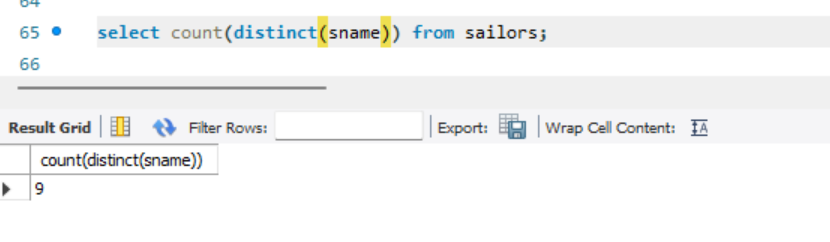 64
65 select count(distinct(sname)) from sailors;
66
Result Grid Filter Rows: Export: Wrap Cell Content: IA
count(distinct(sname))
9